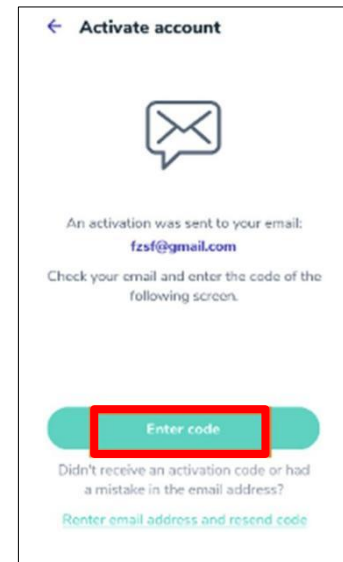 Activate account
An activation was sent to your email:
fzsf@gmail.com
Check your email and enter the code of the
following screen.
Enter code
Didn't receive an activation code or had
a mistake in the email address?
Renter email address and resend code